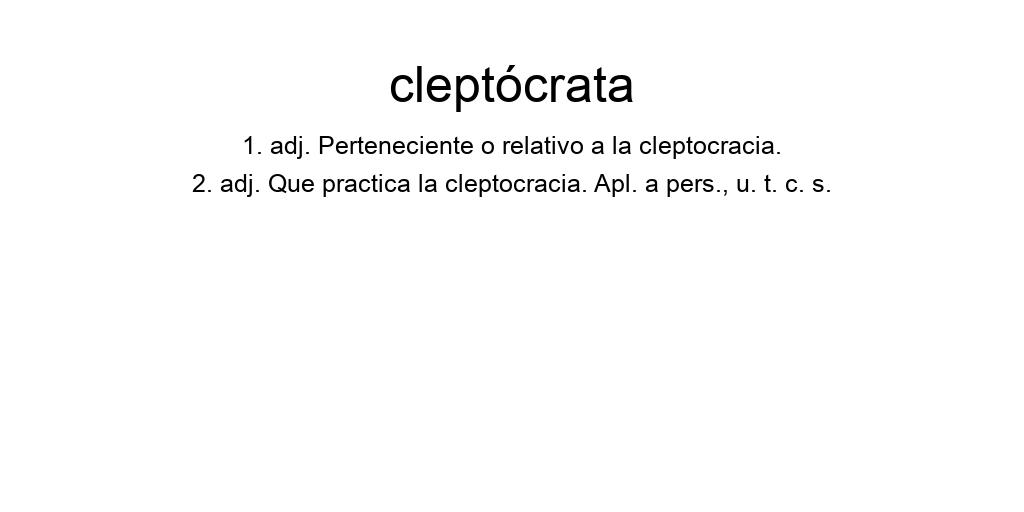 cleptócrata
1. adj. Perteneciente o relativo a la cleptocracia.
2. adj. Que practica la cleptocracia. Apl. a pers., u. t. c. s.